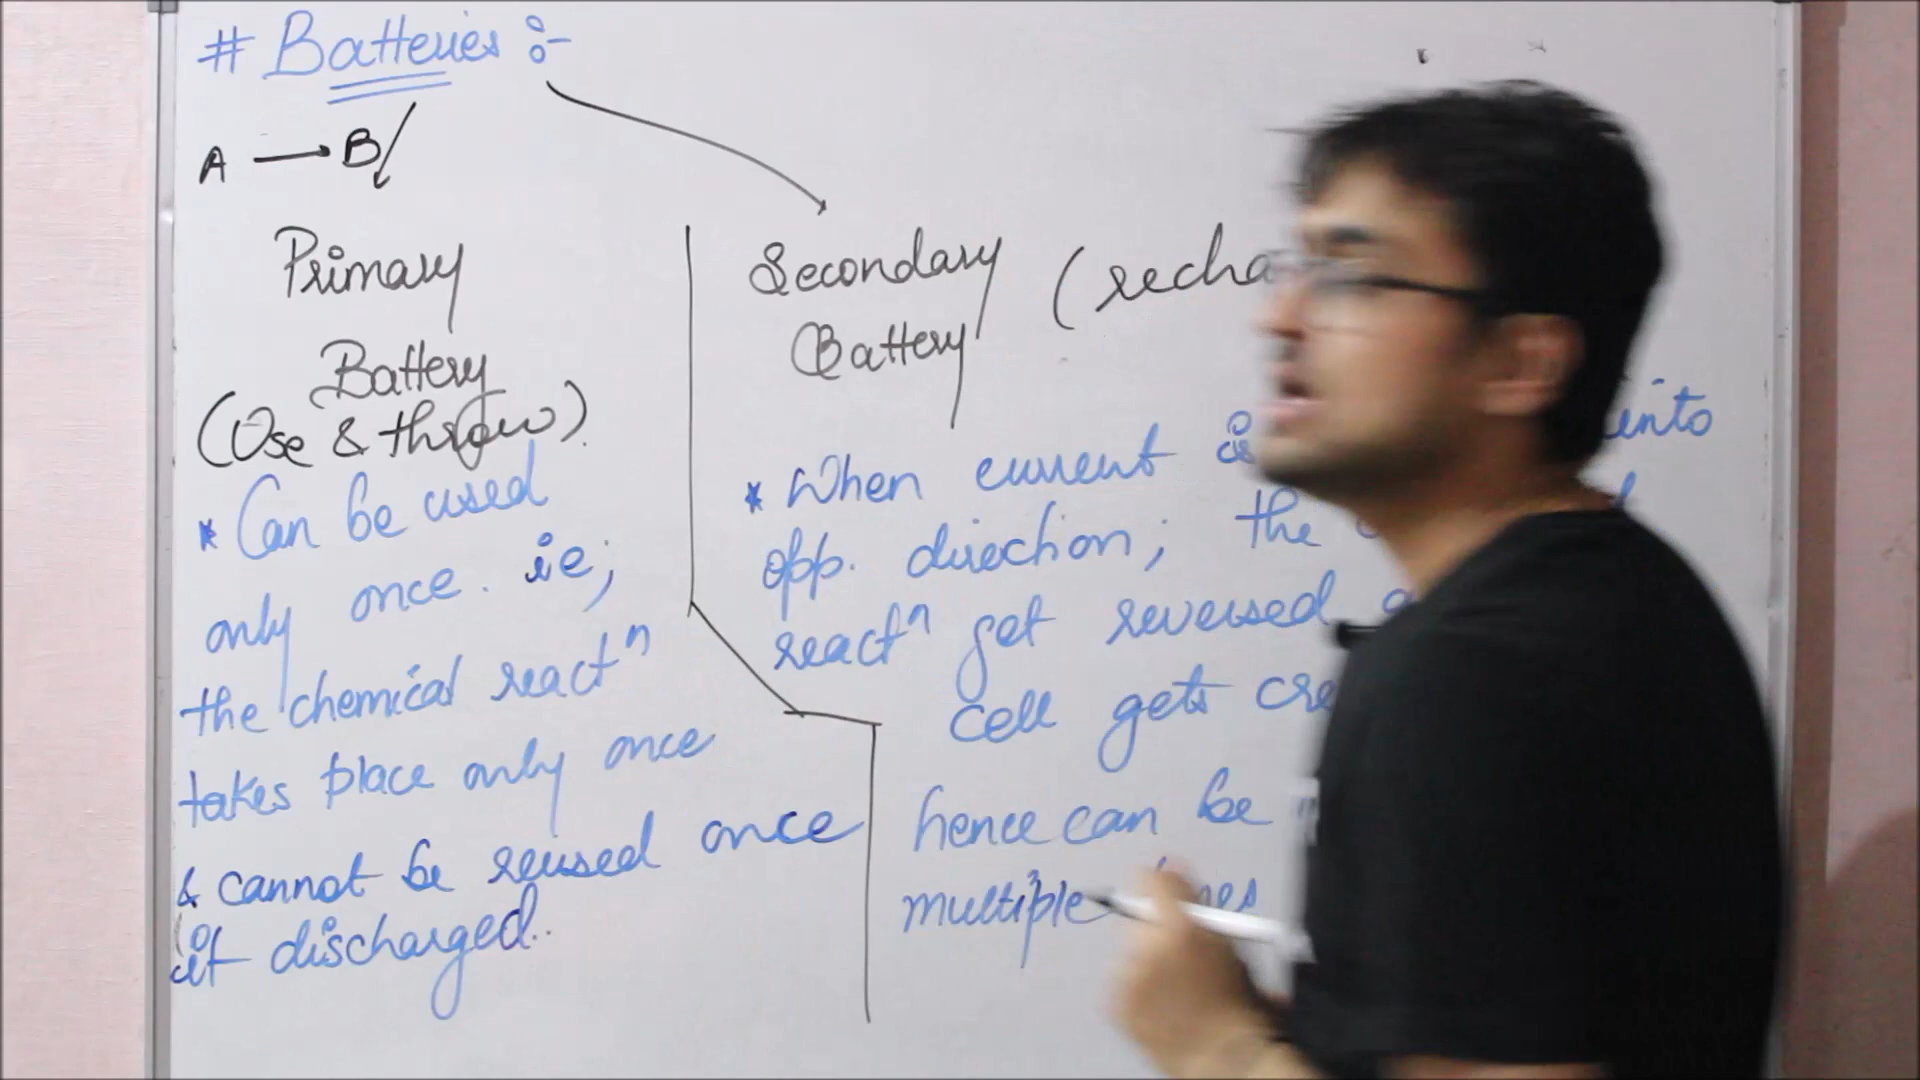 # Batteries :-
A → B
Primary
Battery
(Use & throw)
* Can be used
only once. ie;
the chemical reactⁿ
takes place only once
& cannot be reused once
it discharged.
Secondary (recha
Battery
* When current is into
opp. direction; the
reactⁿ get reversed
cell gets
hence can be
multiple